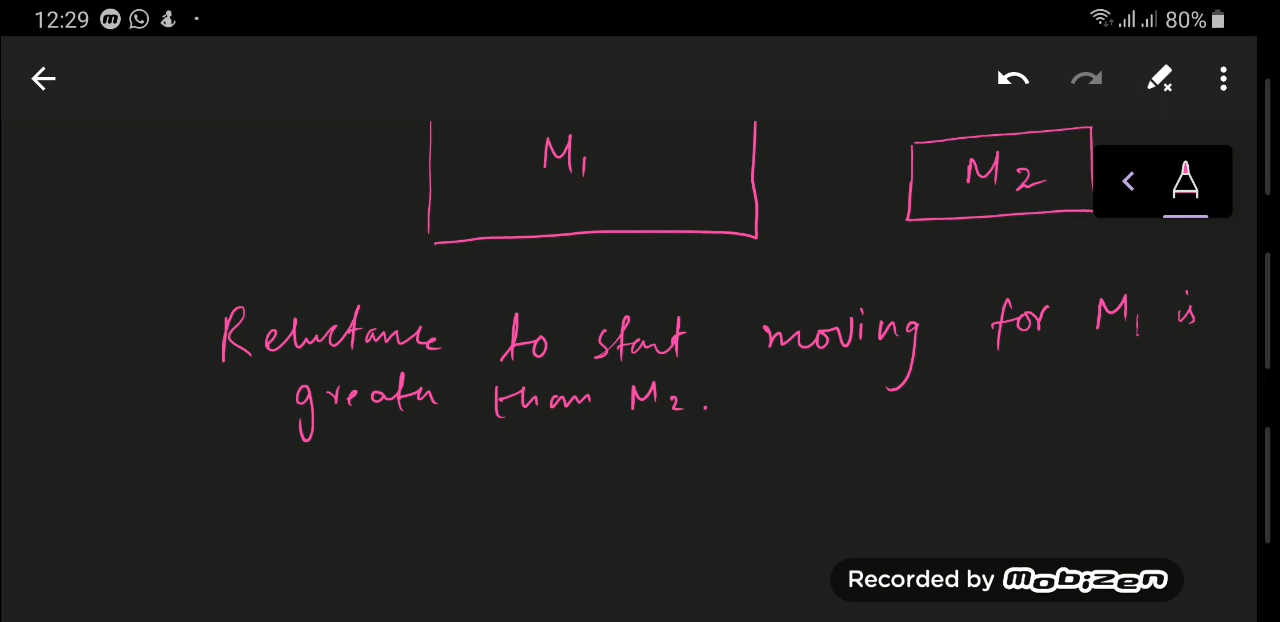 12:29
80%
M1
M2
Reluctance to start moving for M1 is
greater than M2.
Recorded by mobizen